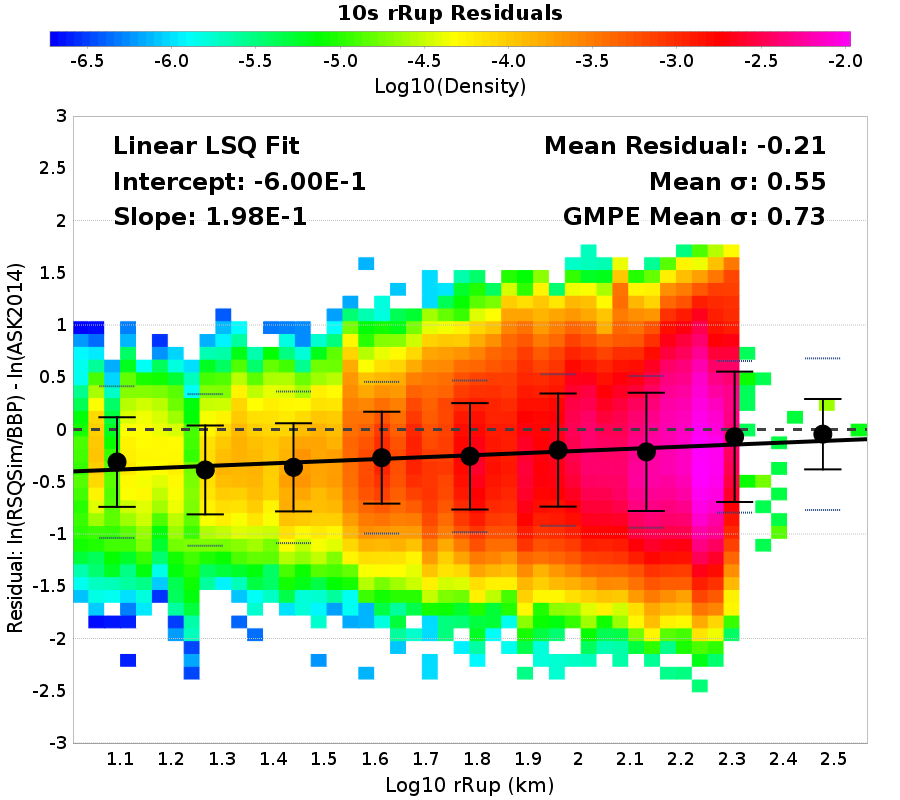 10s rRup Residuals
-6.5 -6.0 -5.5 -5.0 -4.5 -4.0 -3.5 -3.0 -2.5 -2.0
Log10(Density)
Linear LSQ Fit
Intercept: -6.00E-1
Slope: 1.98E-1
Mean Residual: -0.21
Mean σ: 0.55
GMPE Mean σ: 0.73
Residual: ln(RSQSim/BBP) - ln(ASK2014)
3
2.5
2
1.5
1
0.5
0
-0.5
-1
-1.5
-2
-2.5
-3
1.1 1.2 1.3 1.4 1.5 1.6 1.7 1.8 1.9 2 2.1 2.2 2.3 2.4 2.5
Log10 rRup (km)